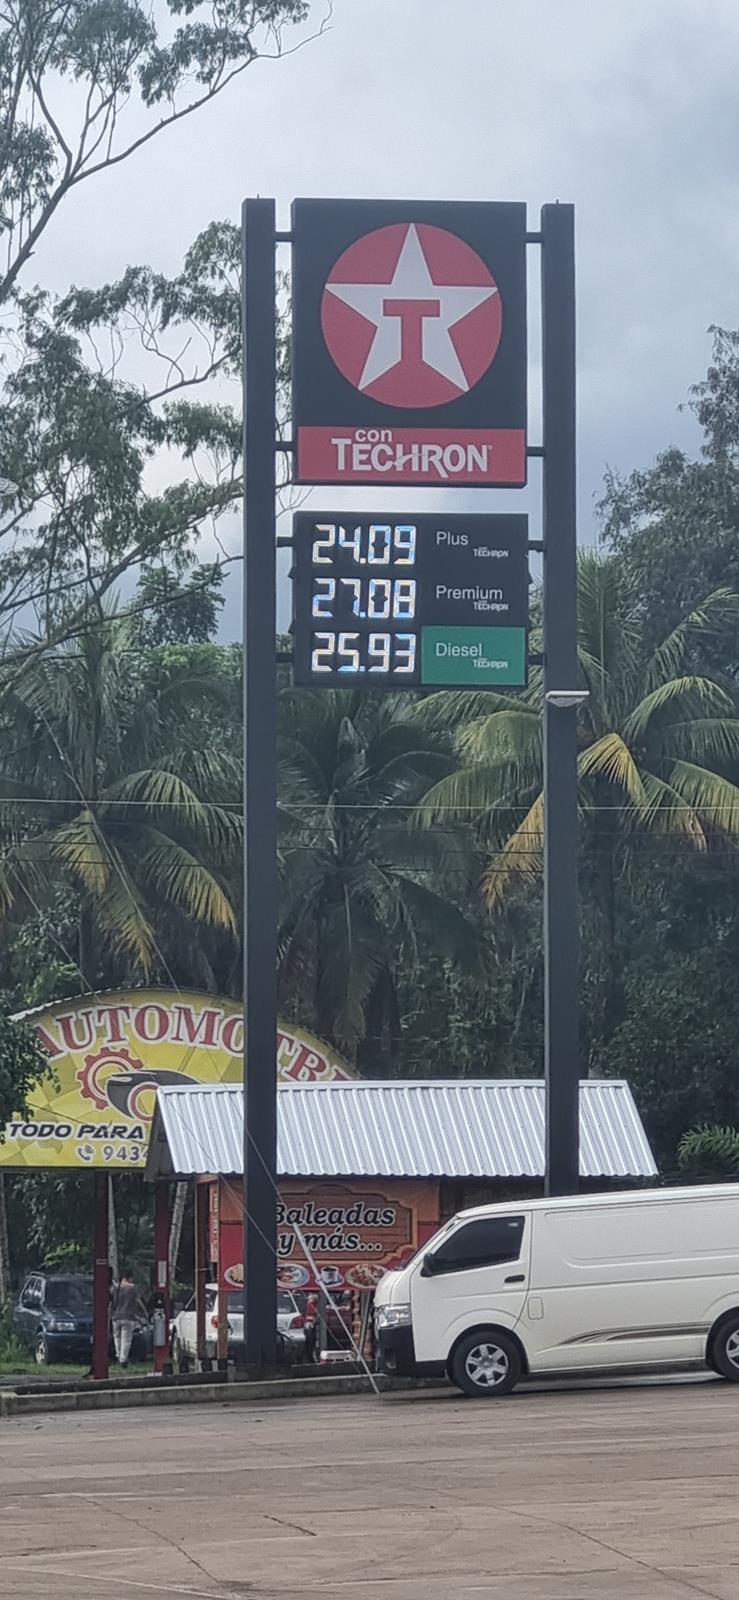 T
con
TECHRON
24.09 Plus
TECHRON
27.08 Premium
TECHRON
25.93 Diesel
TECHRON
AUTOMOTR
TODO PARA
943
Baleadas
y más...